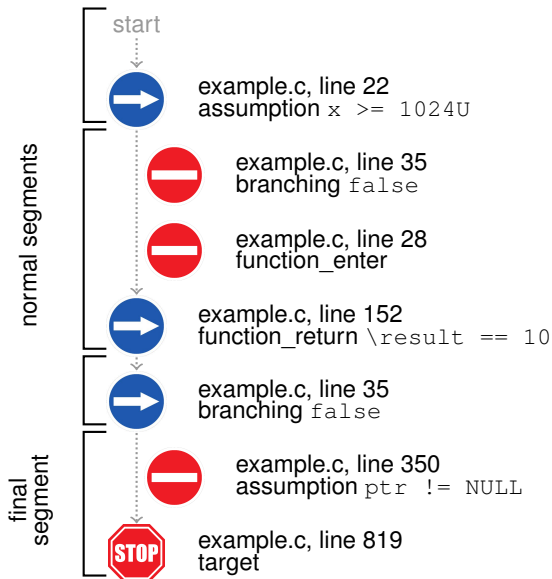 start
example.c, line 22
assumption x >= 1024U
example.c, line 35
branching false
normal segments
example.c, line 28
function_enter
example.c, line 152
function_return \result == 10
example.c, line 35
branching false
example.c, line 350
assumption ptr != NULL
final
segment
STOP
example.c, line 819
target